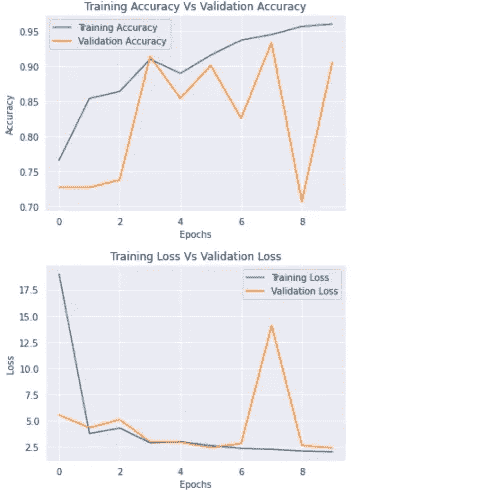 Training Accuracy Vs Validation Accuracy
Training Accuracy
Validation Accuracy
0.95
0.90
0.85
0.80
0.75
0.70
Accuracy
0 2 4 6 8
Epochs
Training Loss Vs Validation Loss
Training Loss
Validation Loss
17.5
15.0
12.5
10.0
7.5
5.0
2.5
Loss
0 2 4 6 8
Epochs